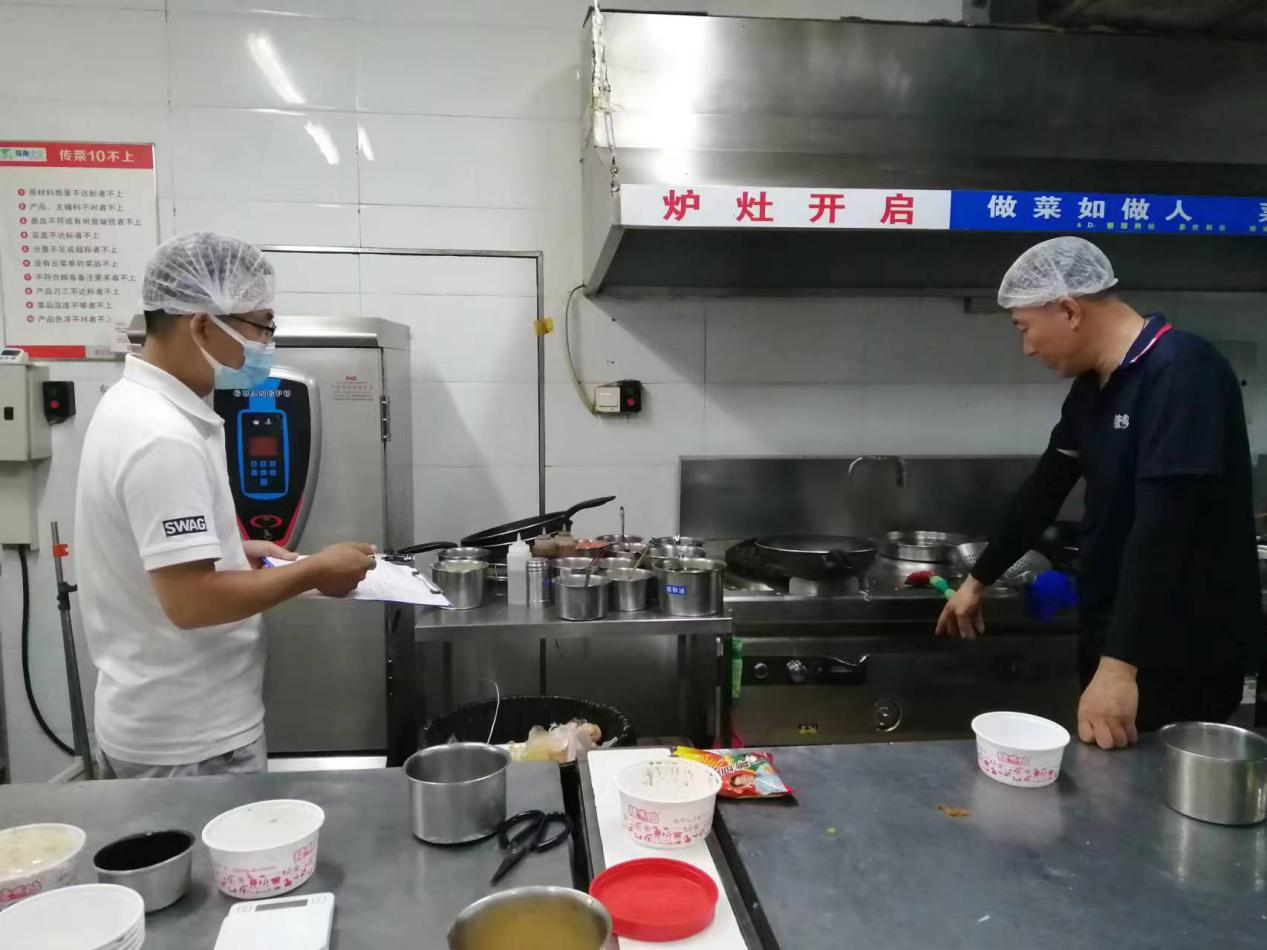 传菜10不上
原材料质量不达标者不上
产品、主辅料不对者不上
器皿不符或有明显破损者不上
装盘不达标者不上
分量不足或超标者不上
没有出菜单的菜品不上
不符合顾客备注要求者不上
产品刀工不达标者不上
菜品温度不够者不上
产品色泽不对者不上
炉灶开启
做菜如做人
GUANGPU
SWAG